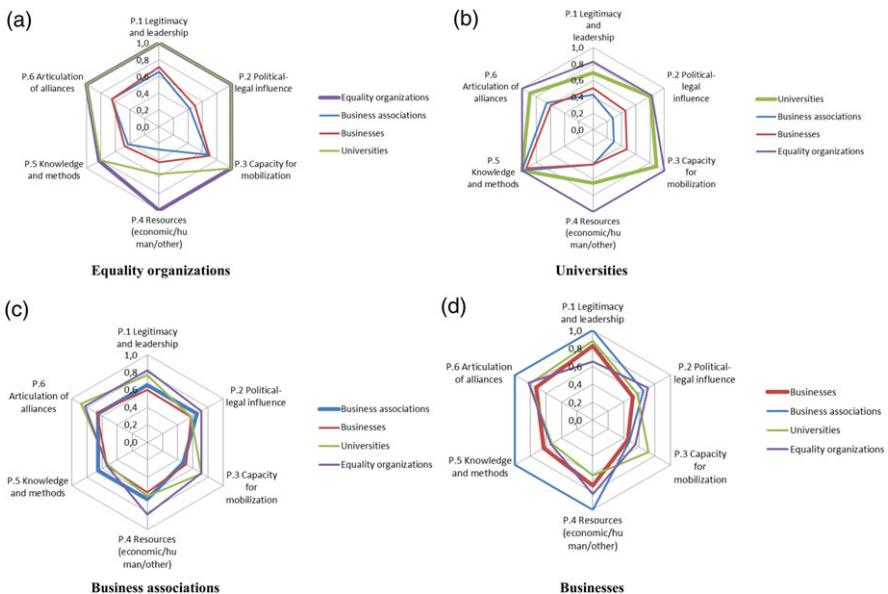 (a)
P.1 Legitimacy
and leadership
1,0
0,8
0,6
0,4
0,2
0,0
P.2 Political-
legal influence
P.3 Capacity for
mobilization
P.4 Resources
(economic/hu
man/other)
P.5 Knowledge
and methods
P.6 Articulation
of alliances
Equality organizations
Business associations
Businesses
Universities
Equality organizations
(b)
P.1 Legitimacy
and
leadership
1,0
0,8
0,6
0,4
0,2
0,0
P.2 Political-legal
influence
P.3 Capacity for
mobilization
P.4 Resources
(economic/hu
man/other)
P.5
Knowledge
and methods
P.6
Articulation of
alliances
Universities
Business associations
Businesses
Equality organizations
Universities
(c)
P.1 Legitimacy
and leadership
1,0
0,8
0,6
0,4
0,2
0,0
P.2 Political-
legal influence
P.3 Capacity
for
mobilization
P.4 Resources
(economic/hu
man/other)
P.5 Knowledge
and methods
P.6
Articulation of
alliances
Business associations
Businesses
Universities
Equality organizations
Business associations
(d)
P.1 Legitimacy
and leadership
1,0
0,8
0,6
0,4
0,2
0,0
P.2 Political-
legal influence
P.3 Capacity
for
mobilization
P.4 Resources
(economic/hu
man/other)
P.5 Knowledge
and methods
P.6 Articulation
of alliances
Businesses
Business associations
Universities
Equality organizations
Businesses